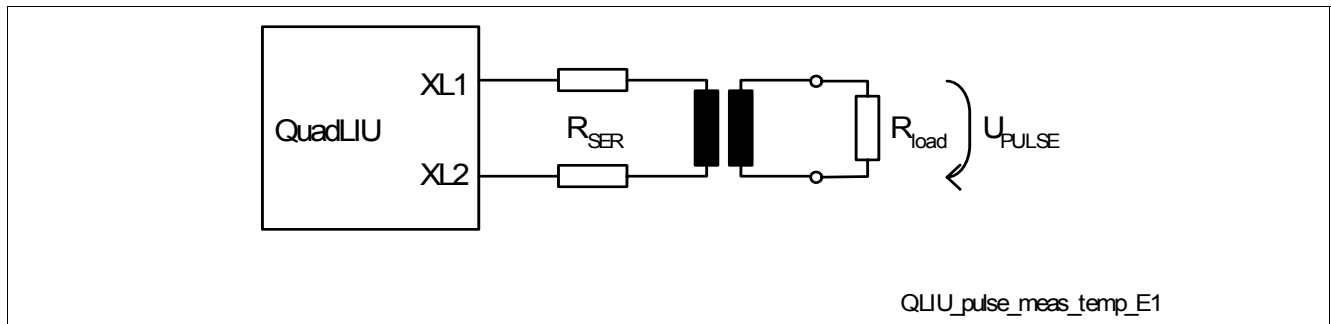 XL1
QuadLIU
RSER
Rload
UPULSE
XL2
QLIU_pulse_meas_temp_E1